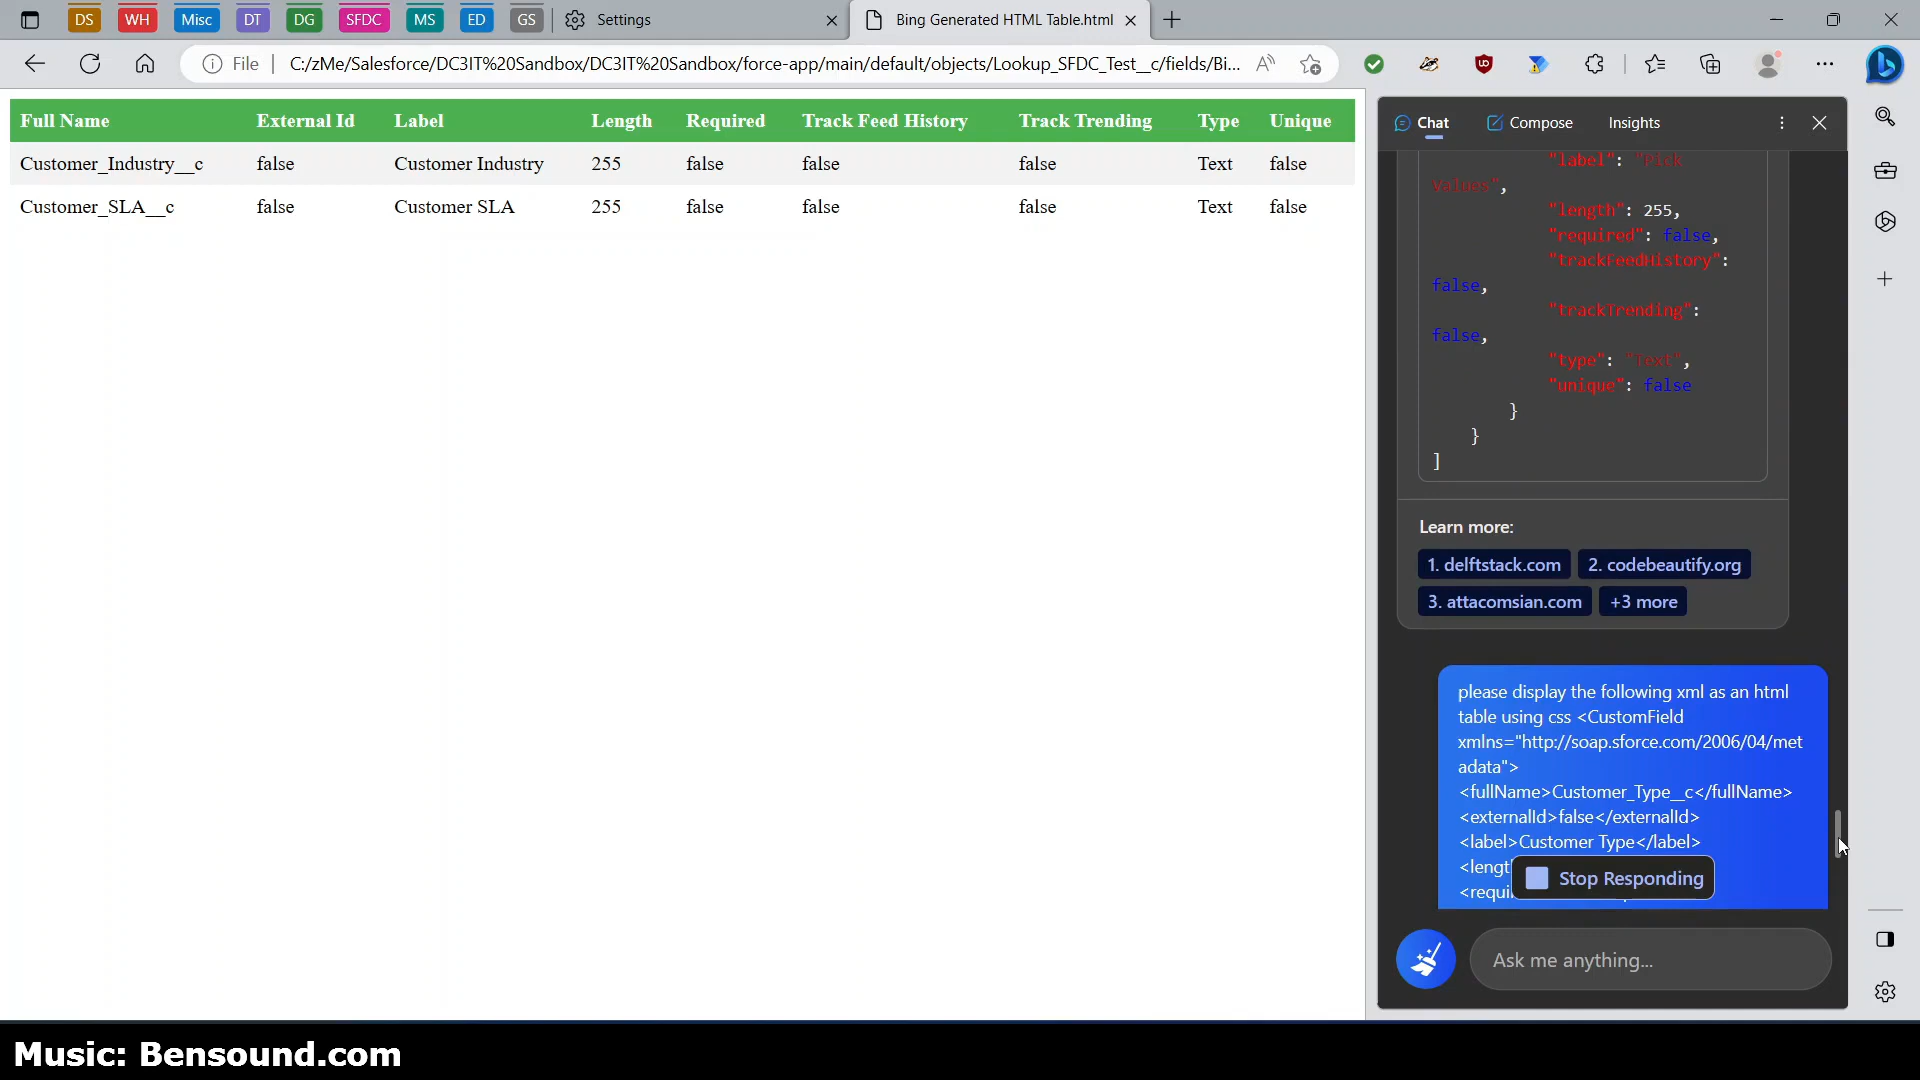 DS WH Misc DT DG SFDC MS ED GS Settings Bing Generated HTML Table.html
File C:/zMe/Salesforce/DC3IT%20Sandbox/DC3IT%20Sandbox/force-app/main/default/objects/Lookup_SFDC_Test__c/fields/Bi...
Full Name External Id Label Length Required Track Feed History Track Trending Type Unique
Customer_Industry__c false Customer Industry 255 false false false Text false
Customer_SLA__c false Customer SLA 255 false false false Text false
Chat Compose Insights
"label": "Pick
Values",
"length": 255,
"required": false,
"trackFeedHistory":
false,
"trackTrending":
false,
"type": "Text",
"unique": false
}
}
]
Learn more:
1. delftstack.com 2. codebeautify.org
3. attacomsian.com +3 more
please display the following xml as an html
table using css <CustomField
xmlns="http://soap.sforce.com/2006/04/met
adata">
<fullName>Customer_Type__c</fullName>
<externalId>false</externalId>
<label>Customer Type</label>
<lengt
Stop Responding
<requi
Ask me anything...
Music: Bensound.com